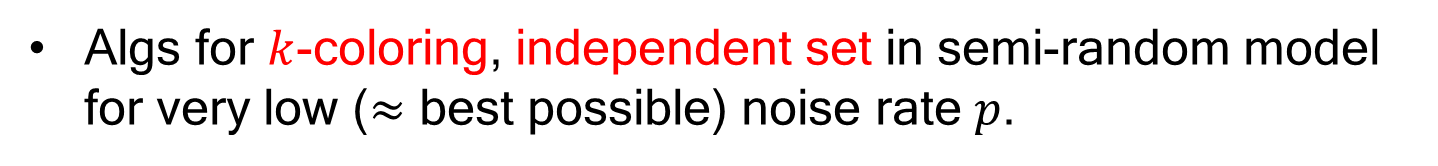 • Algs for k-coloring, independent set in semi-random model
for very low (≈ best possible) noise rate p.